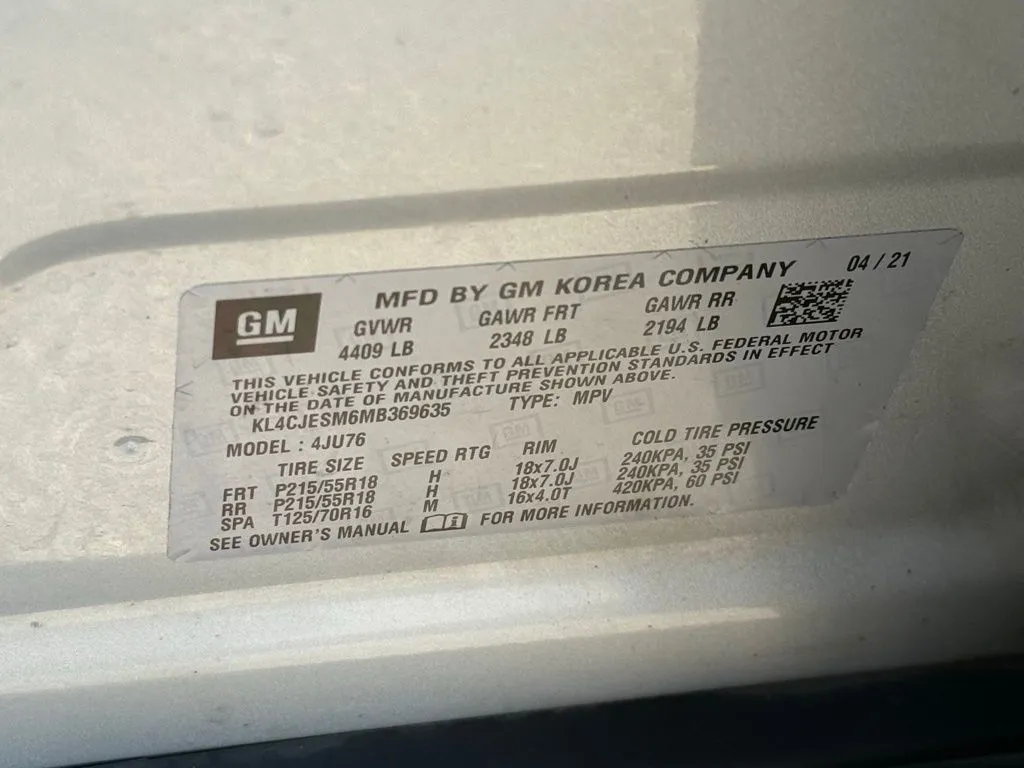 GM
MFD BY GM KOREA COMPANY 04 / 21
GVWR GAWR FRT GAWR RR
4409 LB 2348 LB 2194 LB
THIS VEHICLE CONFORMS TO ALL APPLICABLE U.S. FEDERAL MOTOR
VEHICLE SAFETY AND THEFT PREVENTION STANDARDS IN EFFECT
ON THE DATE OF MANUFACTURE SHOWN ABOVE.
KL4CJESM6MB369635 TYPE: MPV
MODEL : 4JU76
TIRE SIZE SPEED RTG RIM COLD TIRE PRESSURE
FRT P215/55R18 H 18x7.0J 240KPA, 35 PSI
RR P215/55R18 H 18x7.0J 240KPA, 35 PSI
SPA T125/70R16 M 16x4.0T 420KPA, 60 PSI
SEE OWNER'S MANUAL FOR MORE INFORMATION.